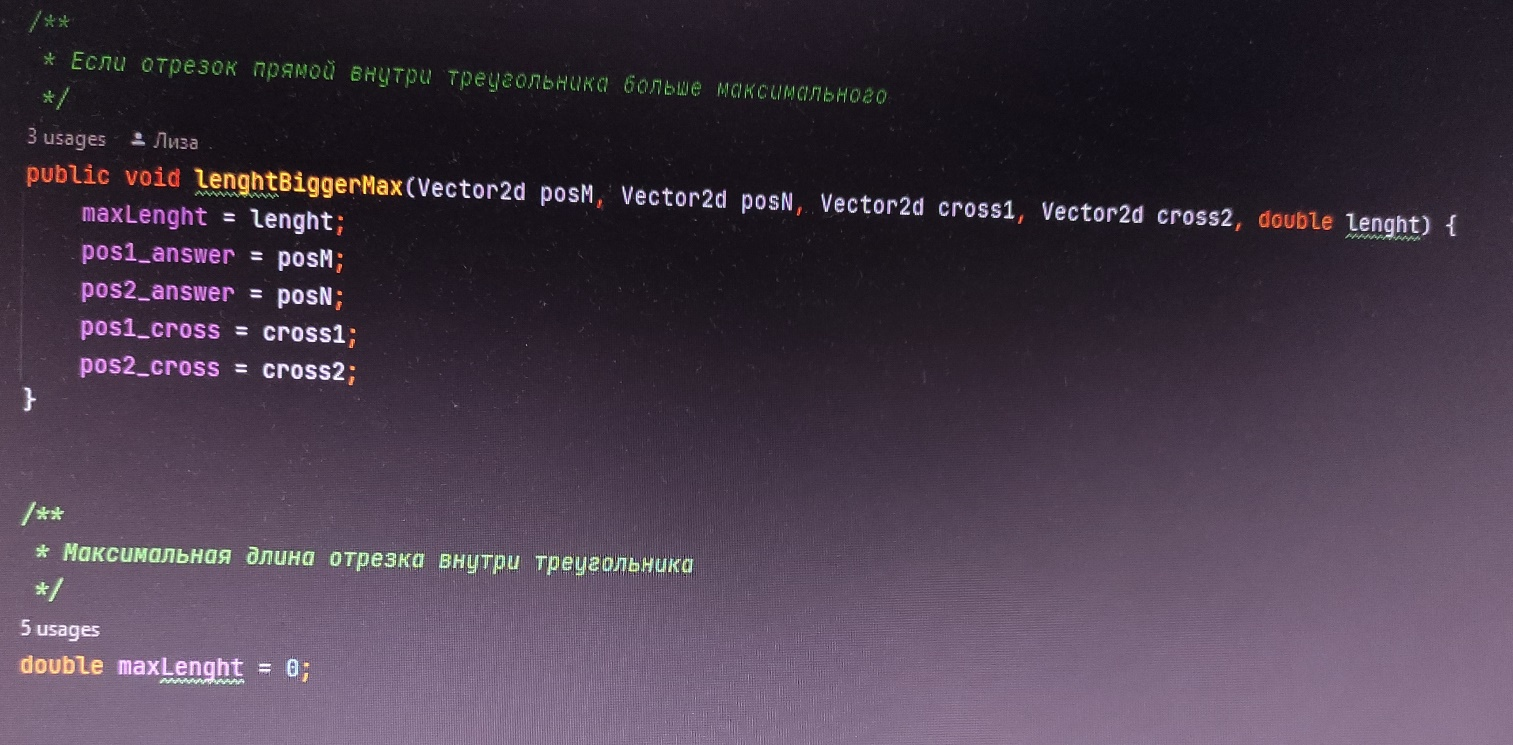 /**
* Если отрезок прямой внутри треугольника больше максимального
*/
3 usages Лиза
public void lenghtBiggerMax(Vector2d posM, Vector2d posN, Vector2d cross1, Vector2d cross2, double lenght) {
maxLenght = lenght;
pos1_answer = posM;
pos2_answer = posN;
pos1_cross = cross1;
pos2_cross = cross2;
}
/**
* Максимальная длина отрезка внутри треугольника
*/
5 usages
double maxLenght = 0;